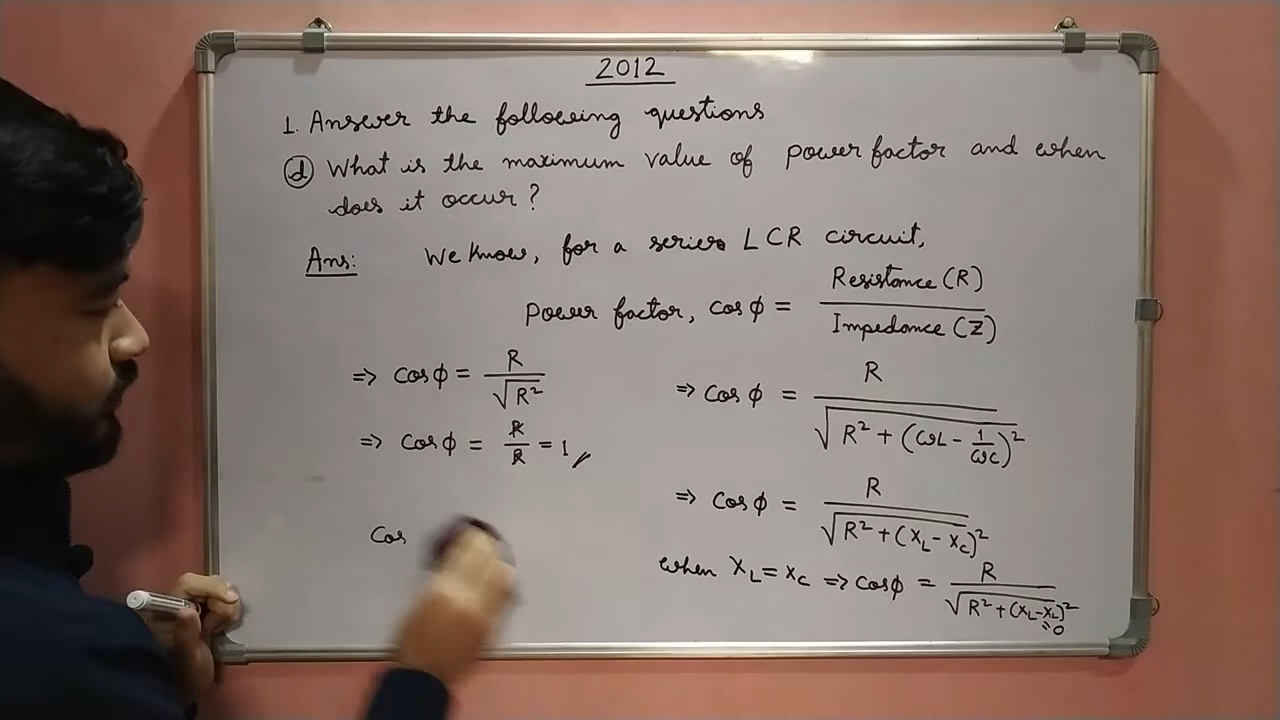 2012
1. Answer the following questions
(d) What is the maximum value of power factor and when
does it occur?
Ans: We know, for a series LCR circuit,
Power factor, cos φ = Resistance (R) / Impedance (Z)
⇒ cos φ = R / √(R² + (ωL - 1/ωC)²)
⇒ cos φ = R / √(R² + (X_L - X_C)²)
when X_L = X_C ⇒ cos φ = R / √(R² + (X_L - X_L)²) = 0
⇒ cos φ = R / √R²
⇒ cos φ = R/R = 1
Cos